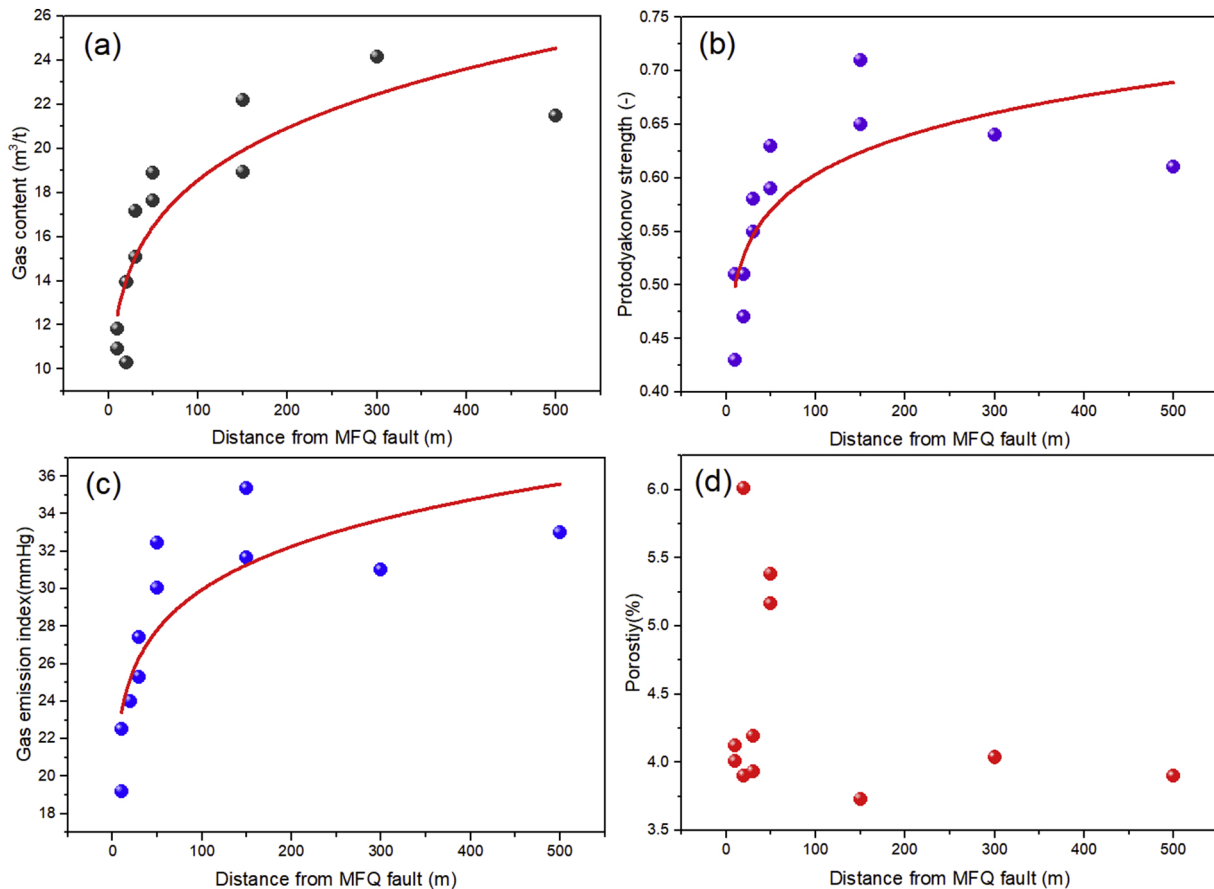 (a)
Gas content (m³/t)
26
24
22
20
18
16
14
12
10
0 100 200 300 400 500
Distance from MFQ fault (m)
(b)
Protodyakonov strength (-)
0.75
0.70
0.65
0.60
0.55
0.50
0.45
0.40
0 100 200 300 400 500
Distance from MFQ fault (m)
(c)
Gas emission index(mmHg)
36
34
32
30
28
26
24
22
20
18
0 100 200 300 400 500
Distance from MFQ fault (m)
(d)
Porostiy(%)
6.0
5.5
5.0
4.5
4.0
3.5
0 100 200 300 400 500
Distance from MFQ fault (m)